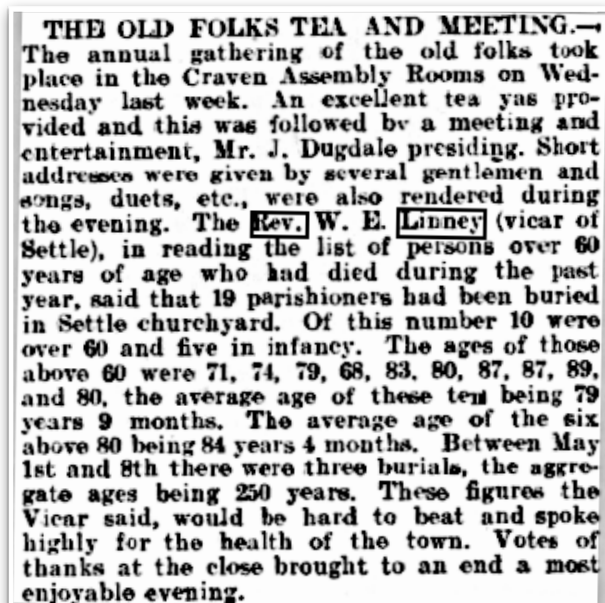 THE OLD FOLKS TEA AND MEETING.—
The annual gathering of the old folks took
place in the Craven Assembly Rooms on Wed-
nesday last week. An excellent tea yas pro-
vided and this was followed by a meeting and
entertainment, Mr. J. Dugdale presiding. Short
addresses were given by several gentlemen and
songs, duets, etc., were also rendered during
the evening. The Rev. W. E. Linney (vicar of
Settle), in reading the list of persons over 60
years of age who had died during the past
year, said that 19 parishioners had been buried
in Settle churchyard. Of this number 10 were
over 60 and five in infancy. The ages of those
above 60 were 71, 74, 79, 68, 83, 80, 87, 87, 89,
and 80, the average age of these ten being 79
years 9 months. The average age of the six
above 80 being 84 years 4 months. Between May
1st and 8th there were three burials, the aggre-
gate ages being 250 years. These figures the
Vicar said, would be hard to beat and spoke
highly for the health of the town. Votes of
thanks at the close brought to an end a most
enjoyable evening.